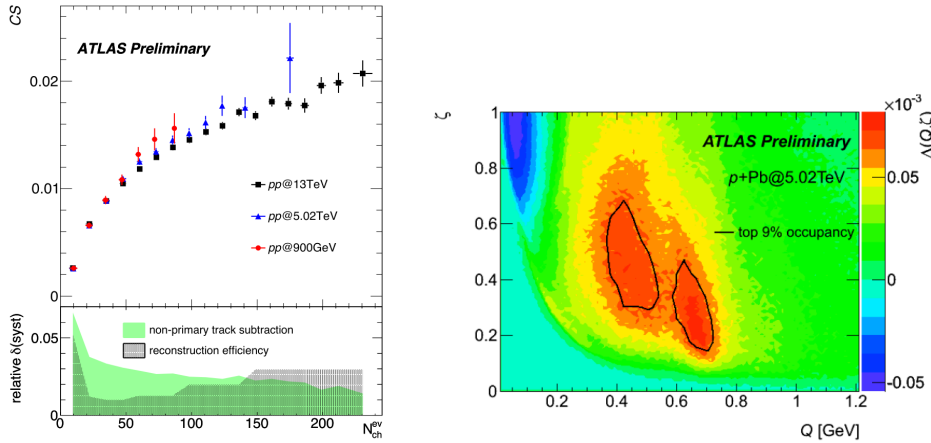 CS
ATLAS Preliminary
0.02
0.01
0
pp@13TeV
pp@5.02TeV
pp@900GeV
relative δ(syst)
0.05
0
non-primary track subtraction
reconstruction efficiency
0 50 100 150 200
N_ch^ev
ζ
1
0.8
0.6
0.4
0.2
0
ATLAS Preliminary
p+Pb@5.02TeV
top 9% occupancy
0 0.2 0.4 0.6 0.8 1 1.2
Q [GeV]
×10⁻³
0.05
0
-0.05